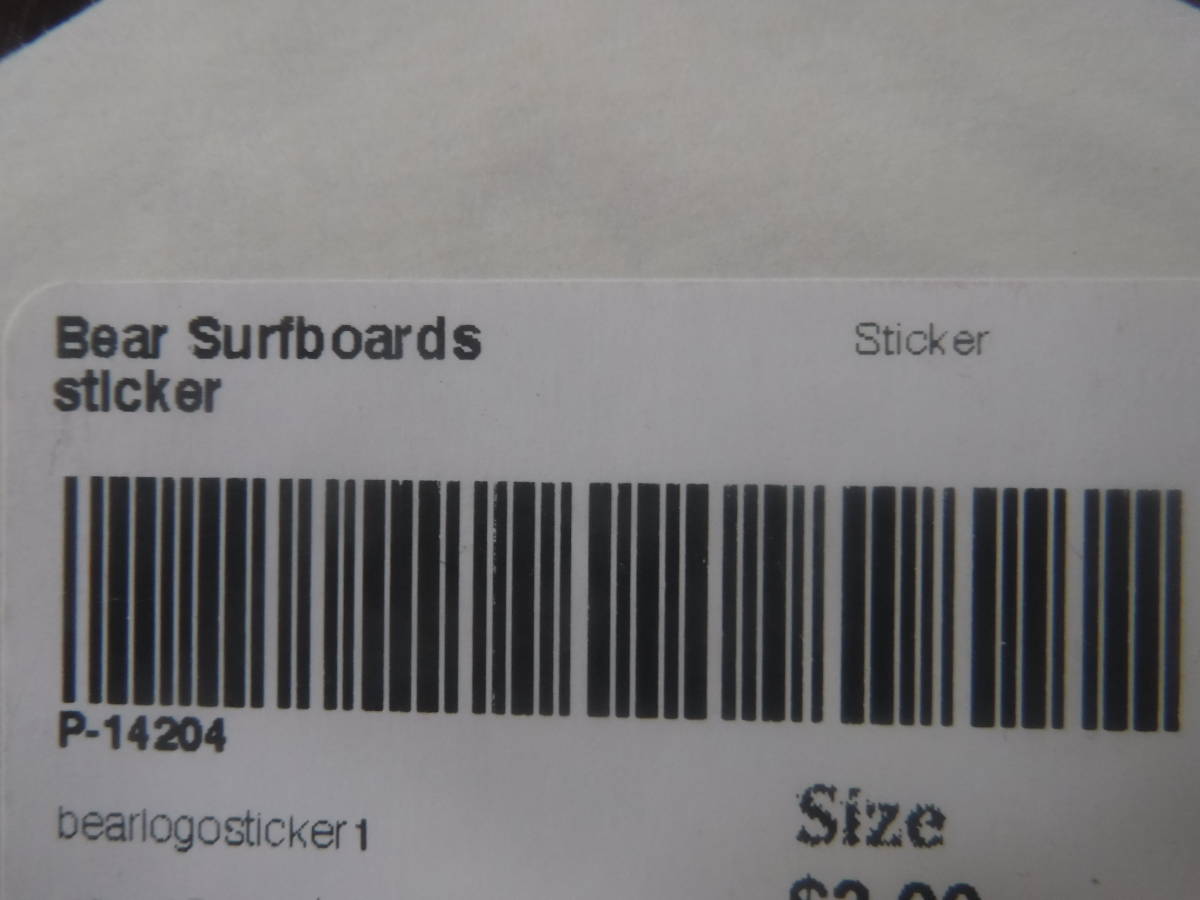 Bear Surfboards
sticker
Sticker
P-14204
bearlogosticker1
Size